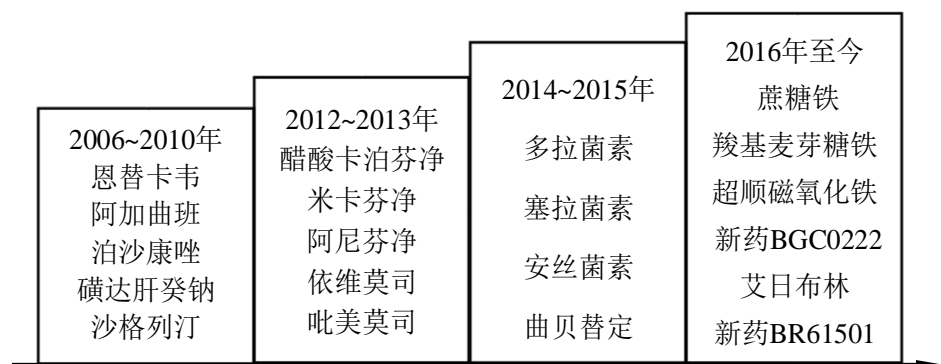 2006~2010年
恩替卡韦
阿加曲班
泊沙康唑
磺达肝癸钠
沙格列汀
2012~2013年
醋酸卡泊芬净
米卡芬净
阿尼芬净
依维莫司
吡美莫司
2014~2015年
多拉菌素
塞拉菌素
安丝菌素
曲贝替定
2016年至今
蔗糖铁
羧基麦芽糖铁
超顺磁氧化铁
新药BGC0222
艾日布林
新药BR61501